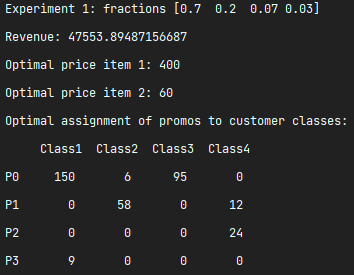 Experiment 1: fractions [0.7  0.2  0.07 0.03]
Revenue: 47553.89487156687
Optimal price item 1: 400
Optimal price item 2: 60
Optimal assignment of promos to customer classes:
Class1  Class2  Class3  Class4
P0     150       6      95       0
P1       0      58       0      12
P2       0       0       0      24
P3       9       0       0       0